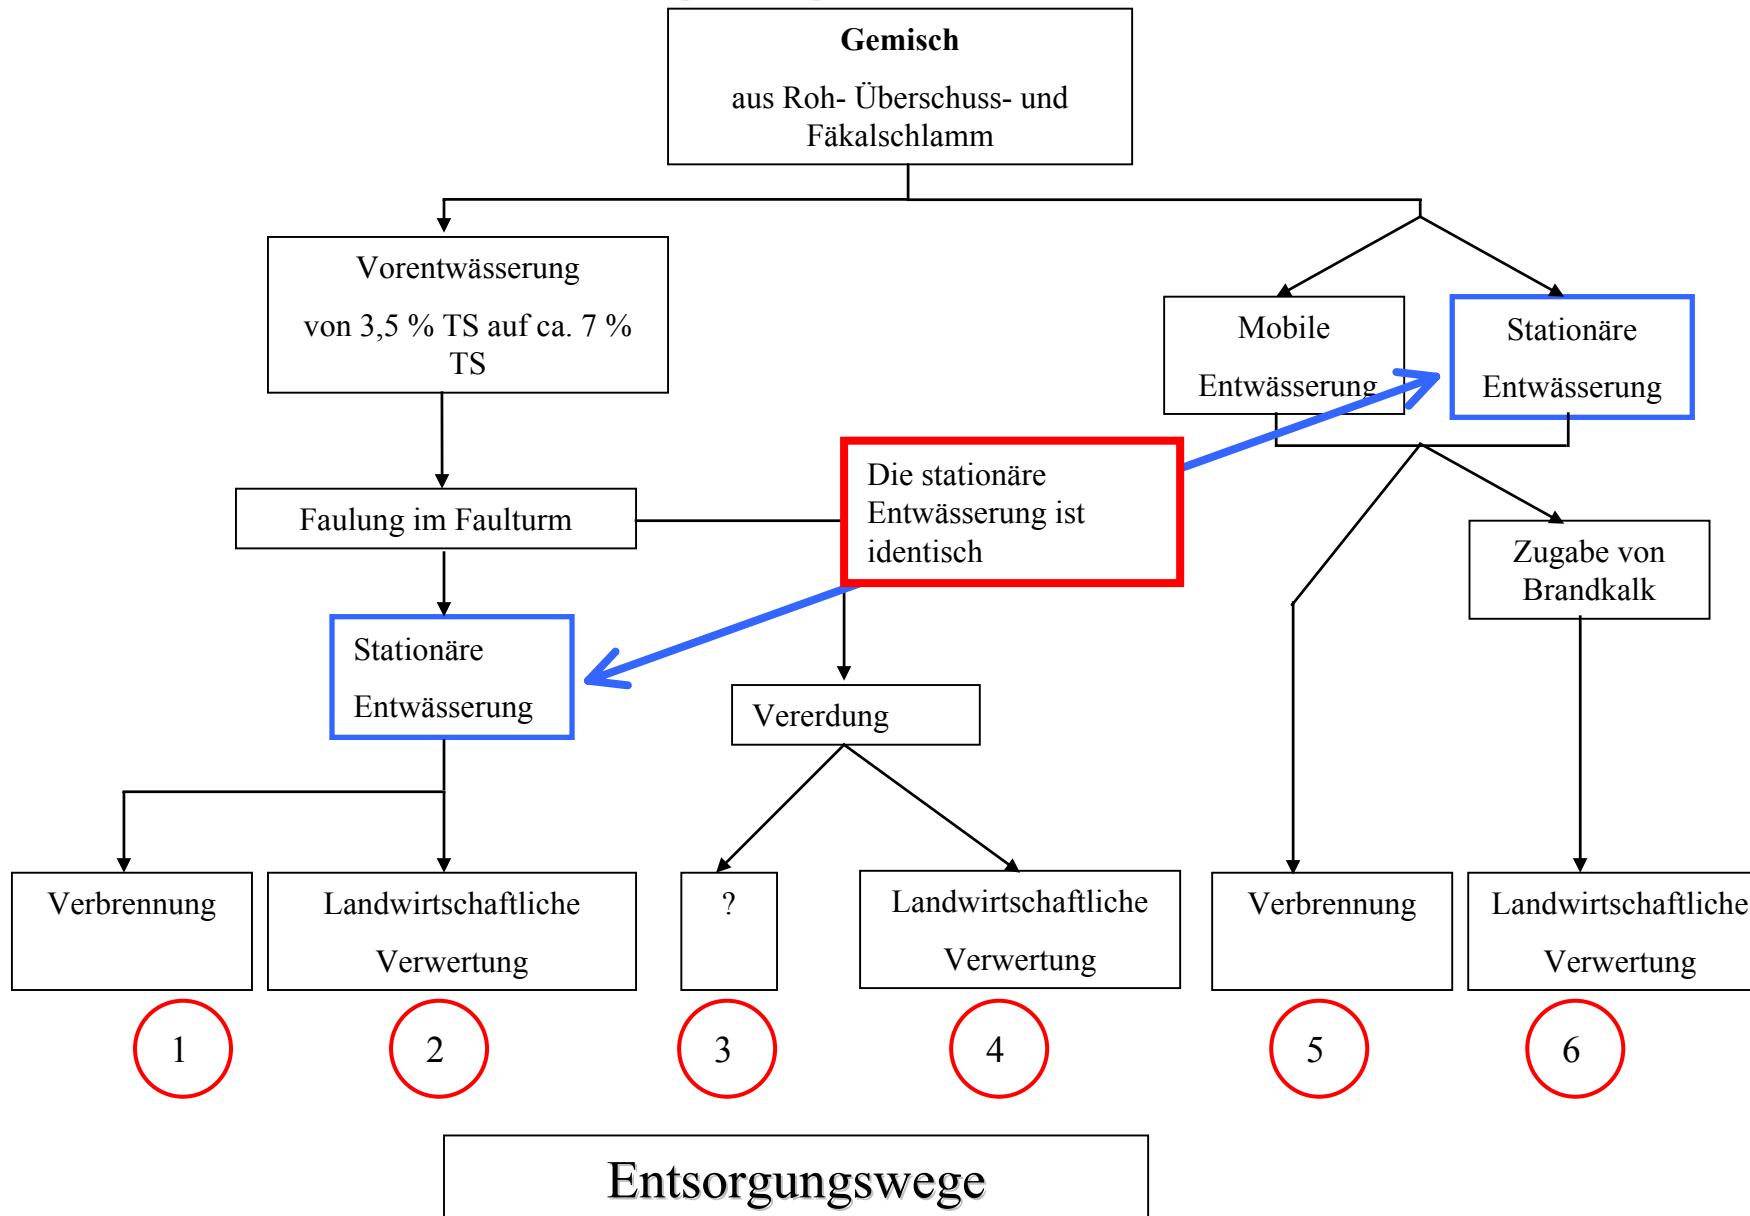 Gemisch
aus Roh- Überschuss- und
Fäkalschlamm
Vorentwässerung
von 3,5 % TS auf ca. 7 %
TS
Mobile
Entwässerung
Stationäre
Entwässerung
Die stationäre
Entwässerung ist
identisch
Faulung im Faulturm
Zugabe von
Brandkalk
Stationäre
Entwässerung
Vererdung
Verbrennung
Landwirtschaftliche
Verwertung
?
Landwirtschaftliche
Verwertung
Verbrennung
Landwirtschaftliche
Verwertung
1
2
3
4
5
6
Entsorgungswege